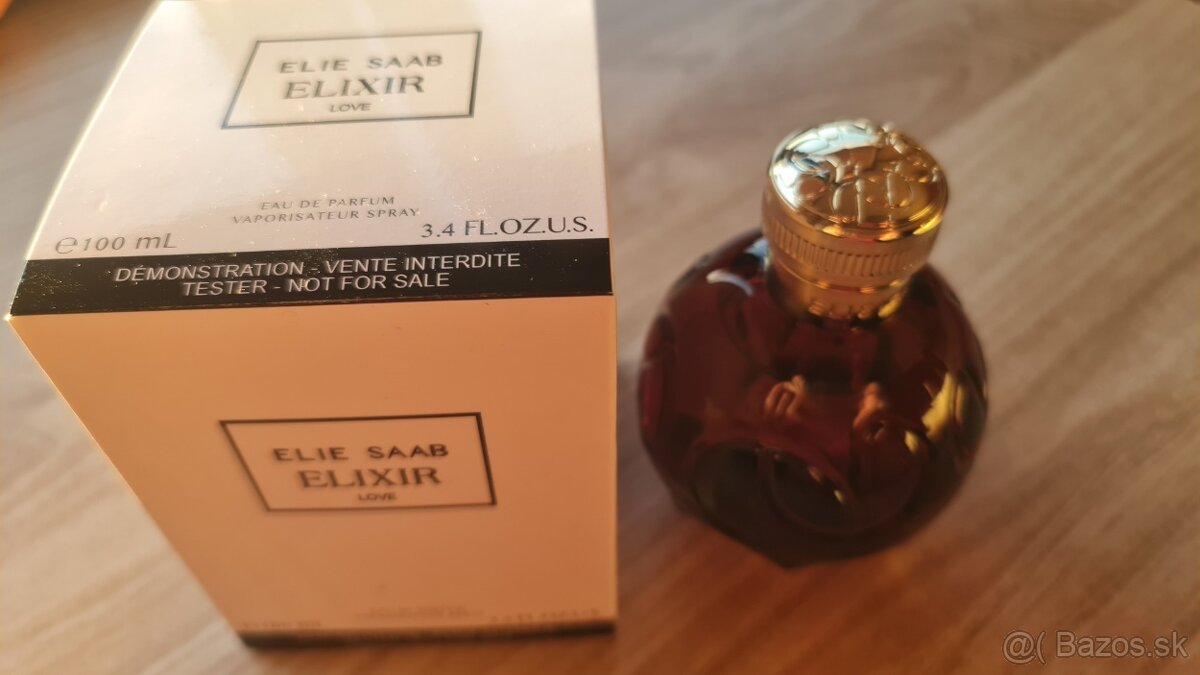 ELIE SAAB
ELIXIR
LOVE
EAU DE PARFUM
VAPORISATEUR SPRAY
℮100 mL
3.4 FL.OZ.U.S.
DÉMONSTRATION - VENTE INTERDITE
TESTER - NOT FOR SALE
ELIE SAAB
ELIXIR
LOVE
@( Bazos.sk